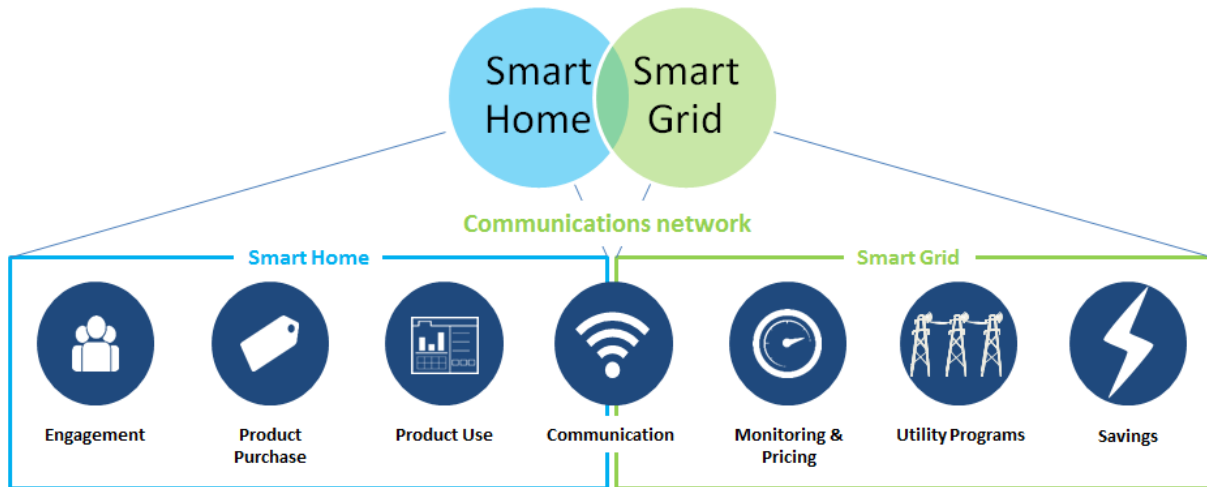 Smart
Home
Smart
Grid
Communications network
Smart Home
Smart Grid
Engagement
Product
Purchase
Product Use
Communication
Monitoring &
Pricing
Utility Programs
Savings